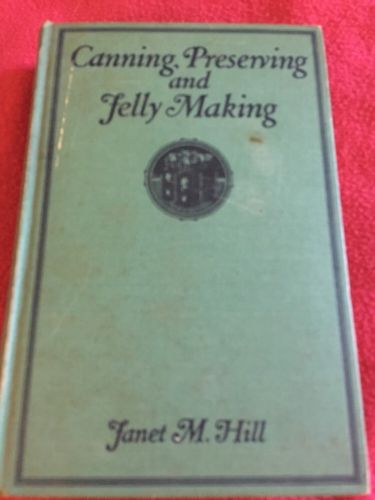 Canning, Preserving
and
Jelly Making
Janet M. Hill